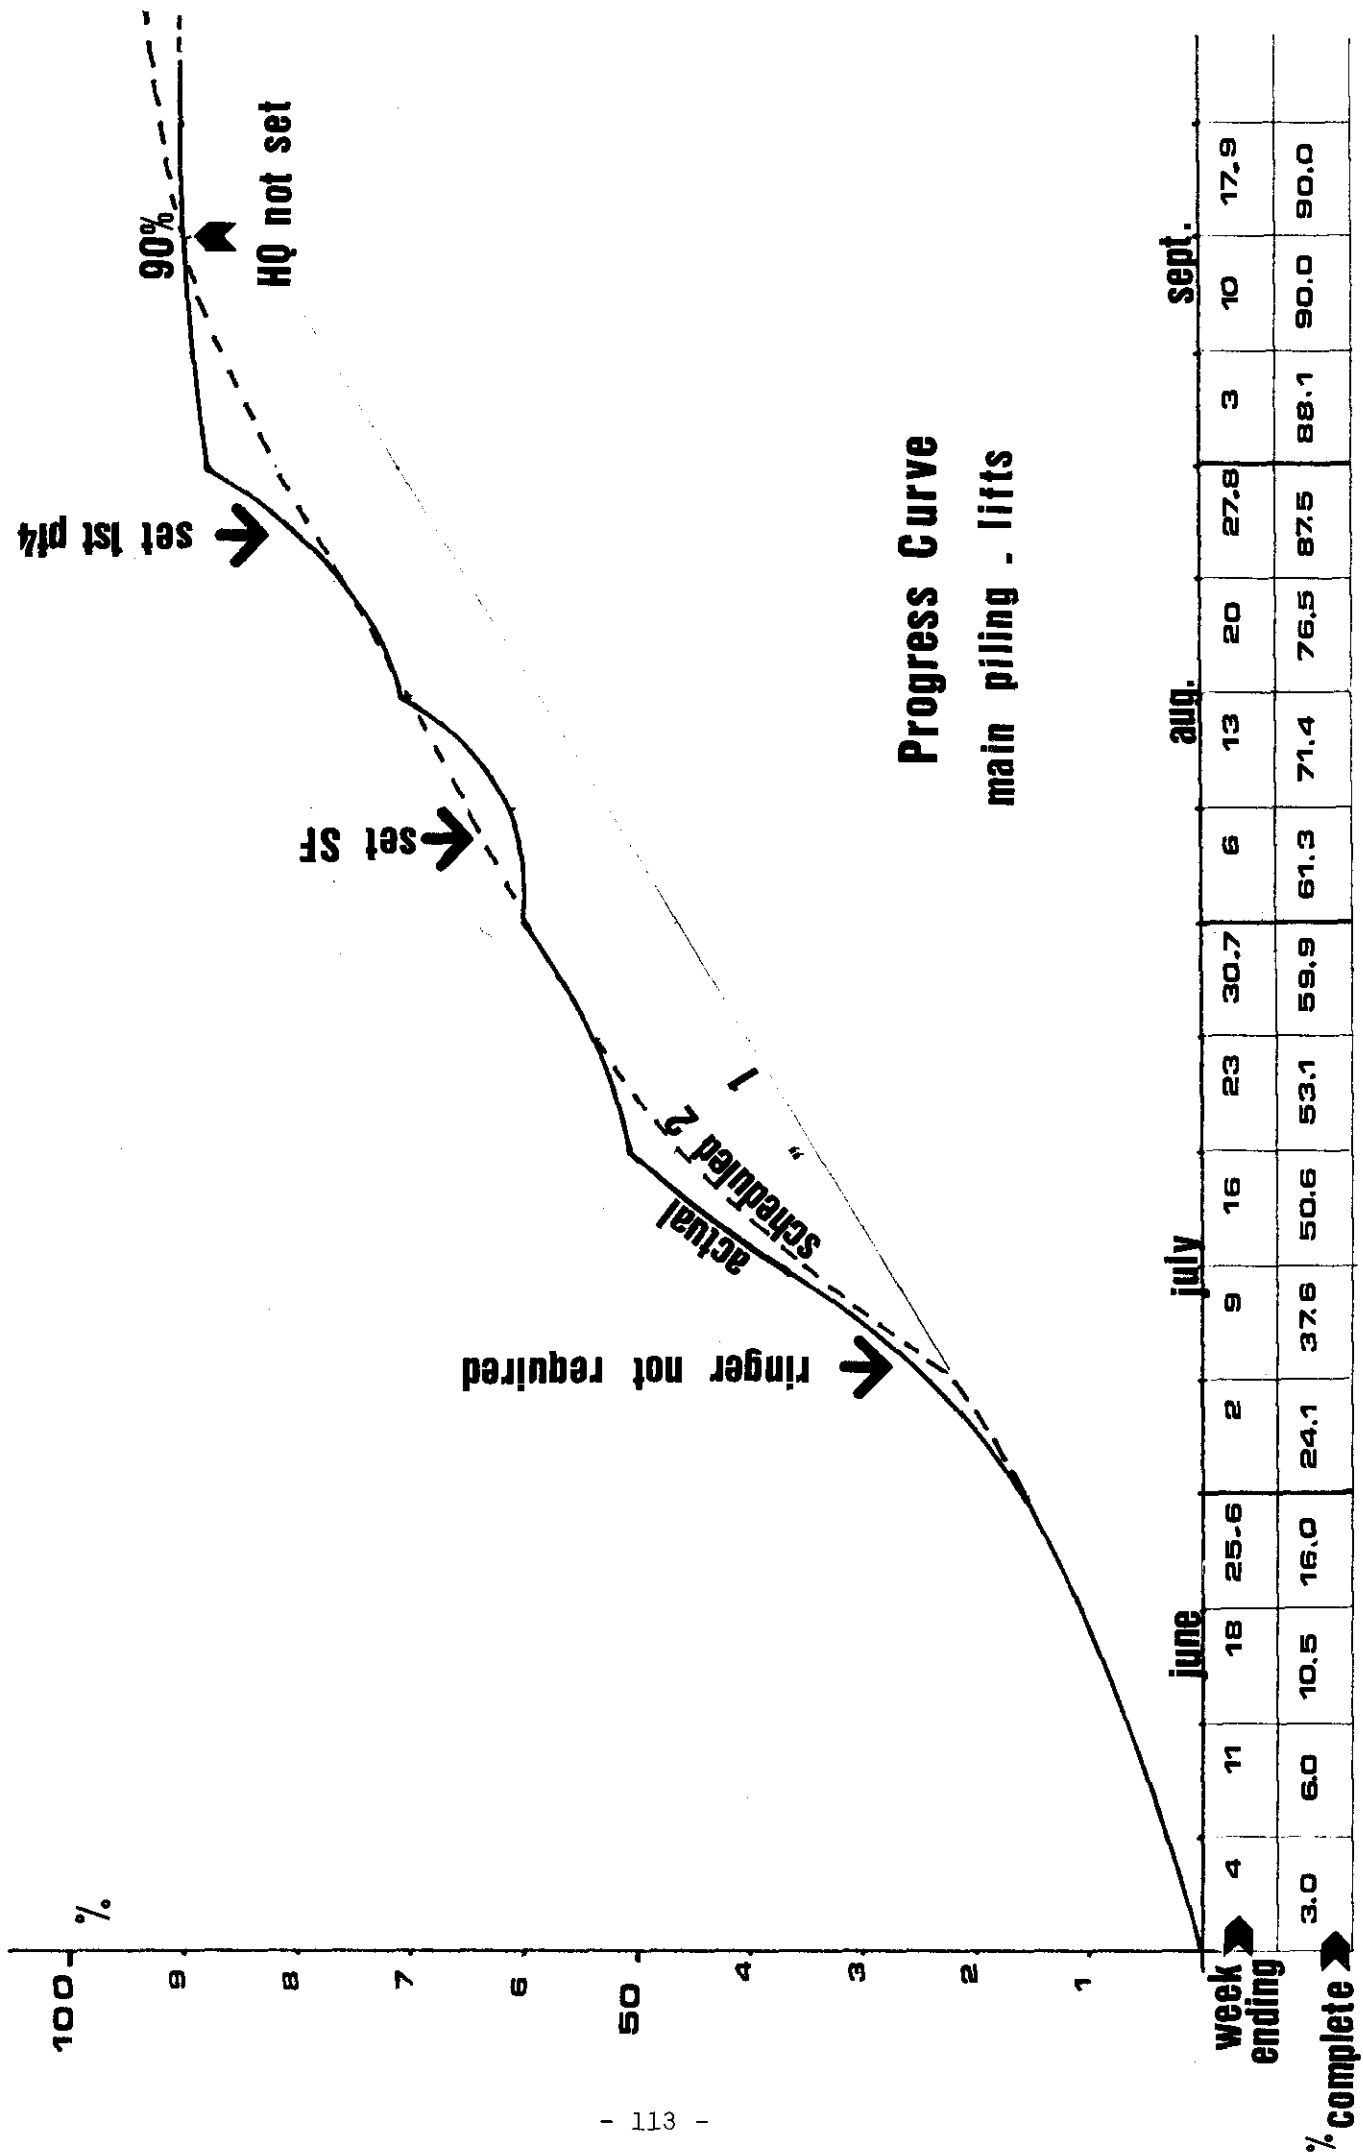 100
%
9
8
7
6
50
4
3
2
1
90%
HQ not set
set 1st pf4
set SF
ringer not required
actual
scheduled 2
" 1
Progress Curve
main piling . lifts
june july aug. sept.
week ending 4 11 18 25.6 2 9 16 23 30.7 6 13 20 27.8 3 10 17.9
% complete 3.0 6.0 10.5 16.0 24.1 37.6 50.6 53.1 59.9 61.3 71.4 76.5 87.5 88.1 90.0 90.0
- 113 -